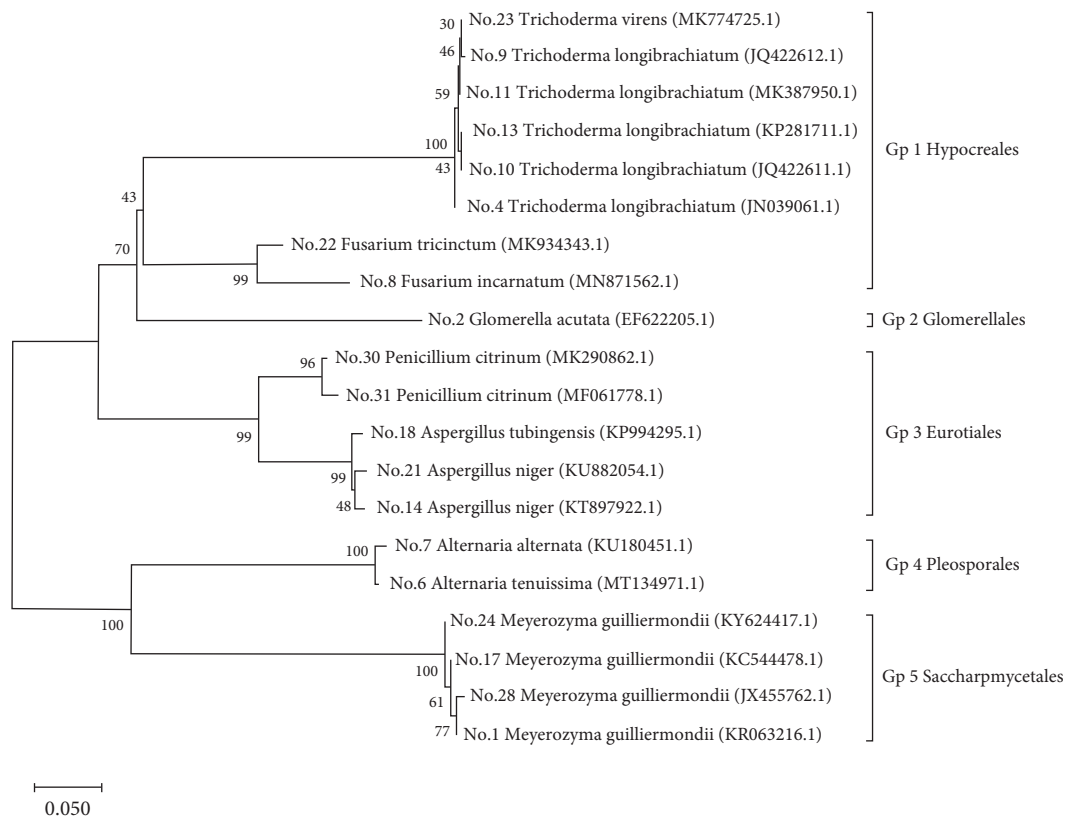 30
No.23 Trichoderma virens (MK774725.1)
46
No.9 Trichoderma longibrachiatum (JQ422612.1)
59
No.11 Trichoderma longibrachiatum (MK387950.1)
No.13 Trichoderma longibrachiatum (KP281711.1)
100
Gp 1 Hypocreales
43
No.10 Trichoderma longibrachiatum (JQ422611.1)
No.4 Trichoderma longibrachiatum (JN039061.1)
43
70
No.22 Fusarium tricinctum (MK934343.1)
99
No.8 Fusarium incarnatum (MN871562.1)
No.2 Glomerella acutata (EF622205.1)
Gp 2 Glomerellales
96
No.30 Penicillium citrinum (MK290862.1)
No.31 Penicillium citrinum (MF061778.1)
99
No.18 Aspergillus tubingensis (KP994295.1)
Gp 3 Eurotiales
99
No.21 Aspergillus niger (KU882054.1)
48
No.14 Aspergillus niger (KT897922.1)
100
No.7 Alternaria alternata (KU180451.1)
Gp 4 Pleosporales
No.6 Alternaria tenuissima (MT134971.1)
100
No.24 Meyerozyma guilliermondii (KY624417.1)
100
No.17 Meyerozyma guilliermondii (KC544478.1)
Gp 5 Saccharpmycetales
61
No.28 Meyerozyma guilliermondii (JX455762.1)
77
No.1 Meyerozyma guilliermondii (KR063216.1)
0.050